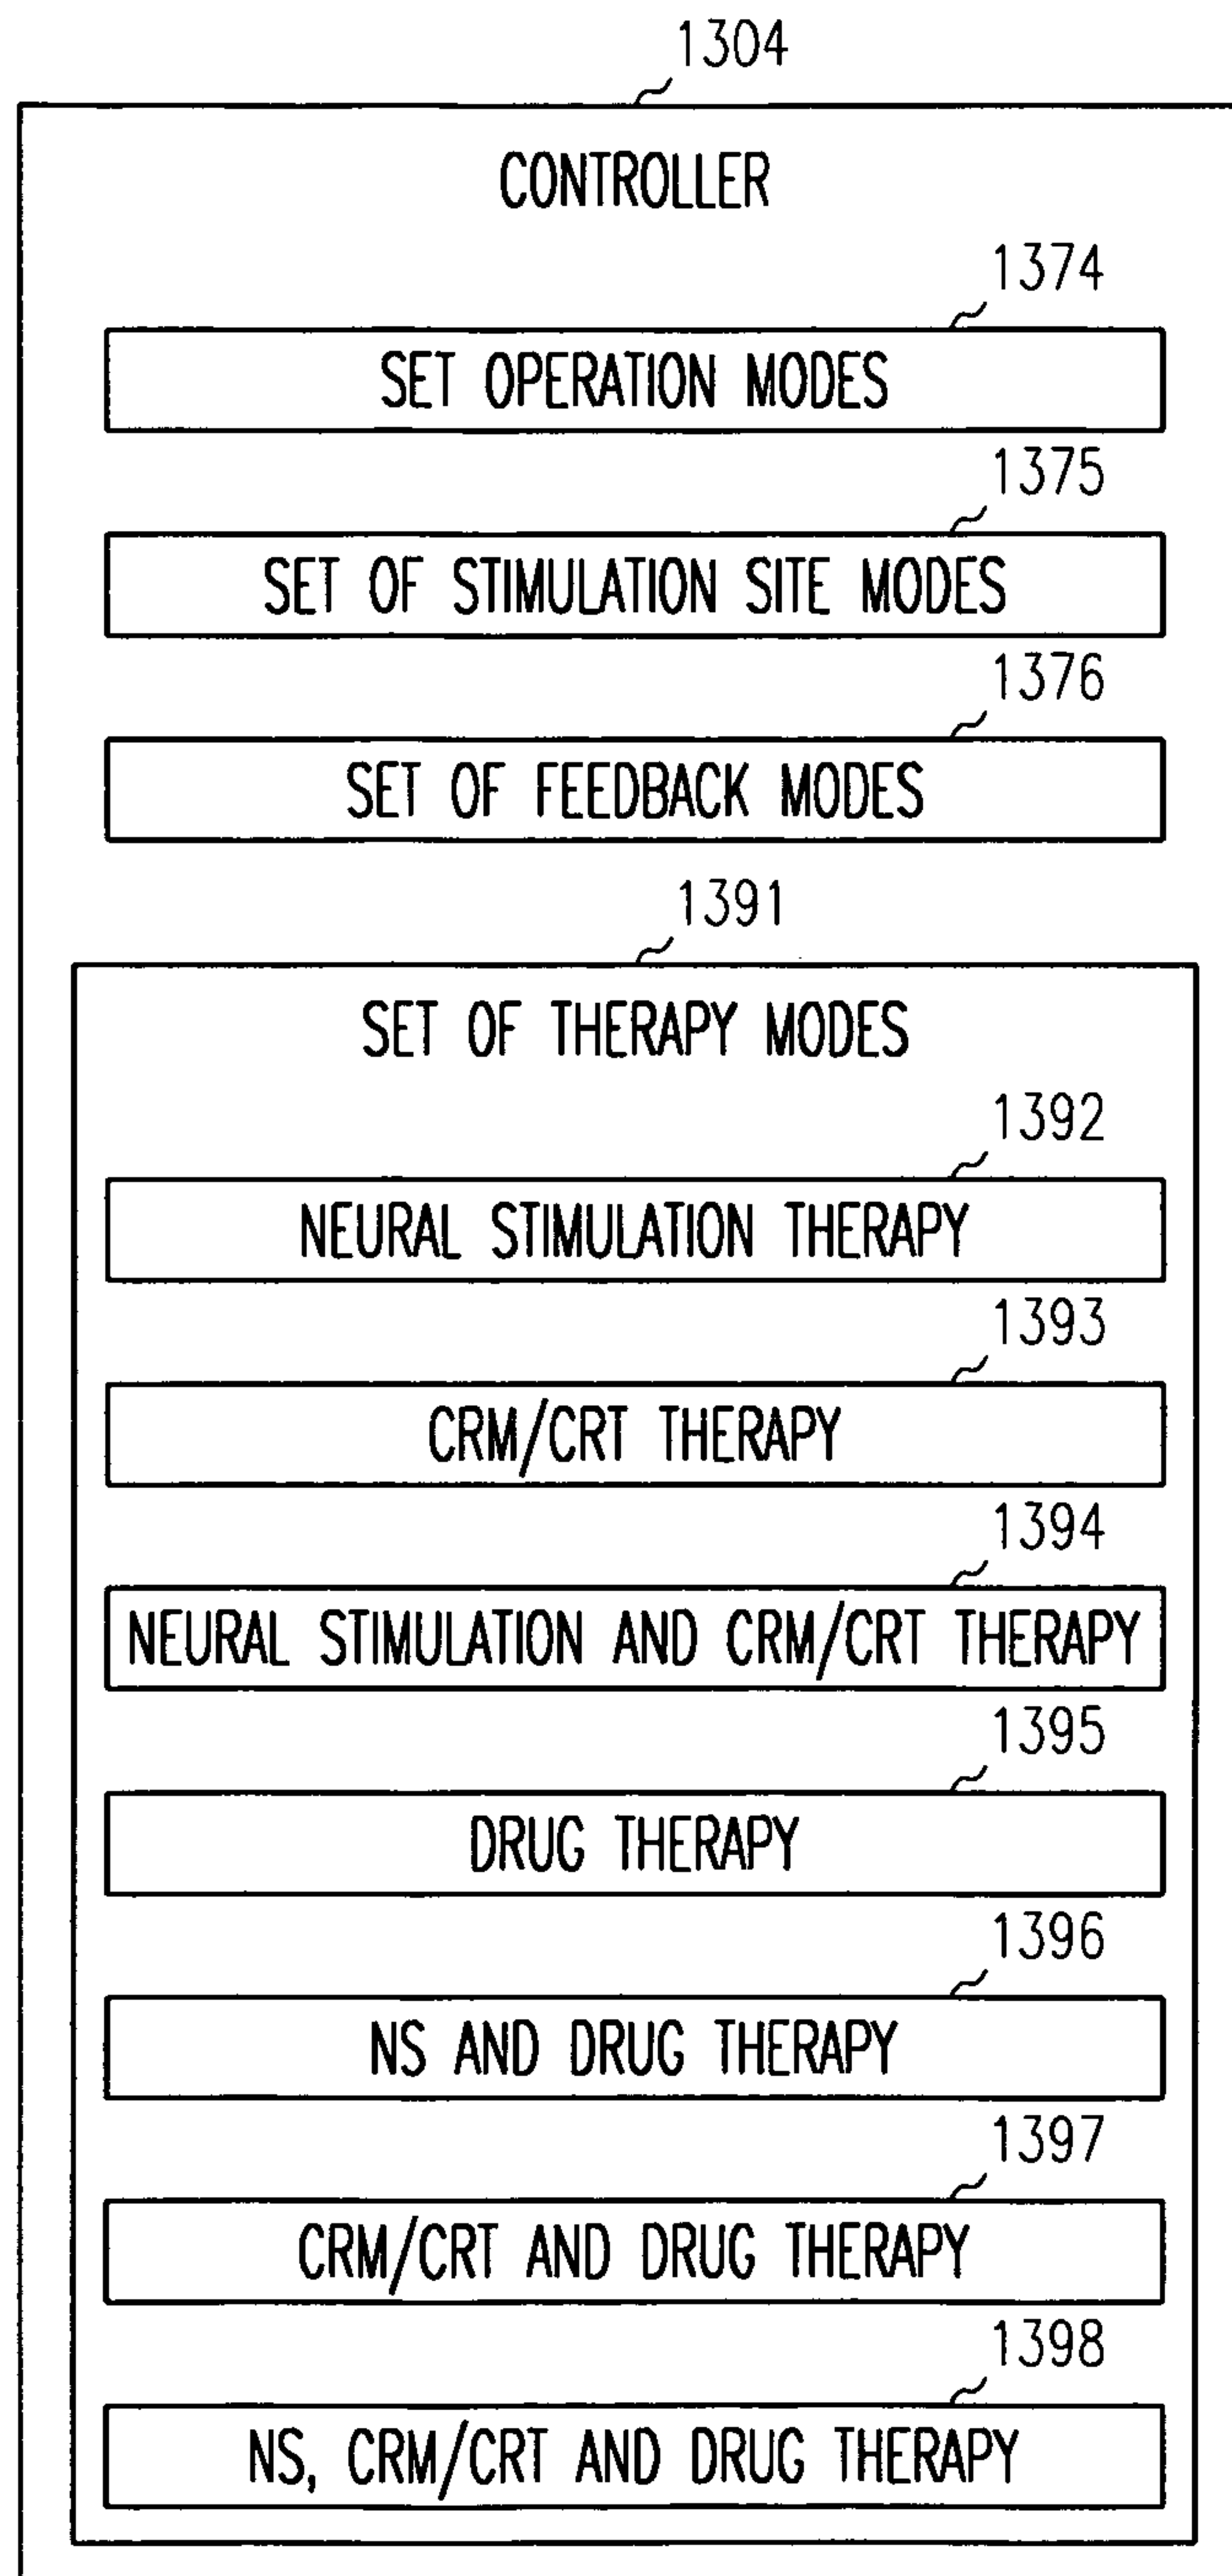 1304
CONTROLLER
1374
SET OPERATION MODES
1375
SET OF STIMULATION SITE MODES
1376
SET OF FEEDBACK MODES
1391
SET OF THERAPY MODES
1392
NEURAL STIMULATION THERAPY
1393
CRM/CRT THERAPY
1394
NEURAL STIMULATION AND CRM/CRT THERAPY
1395
DRUG THERAPY
1396
NS AND DRUG THERAPY
1397
CRM/CRT AND DRUG THERAPY
1398
NS, CRM/CRT AND DRUG THERAPY